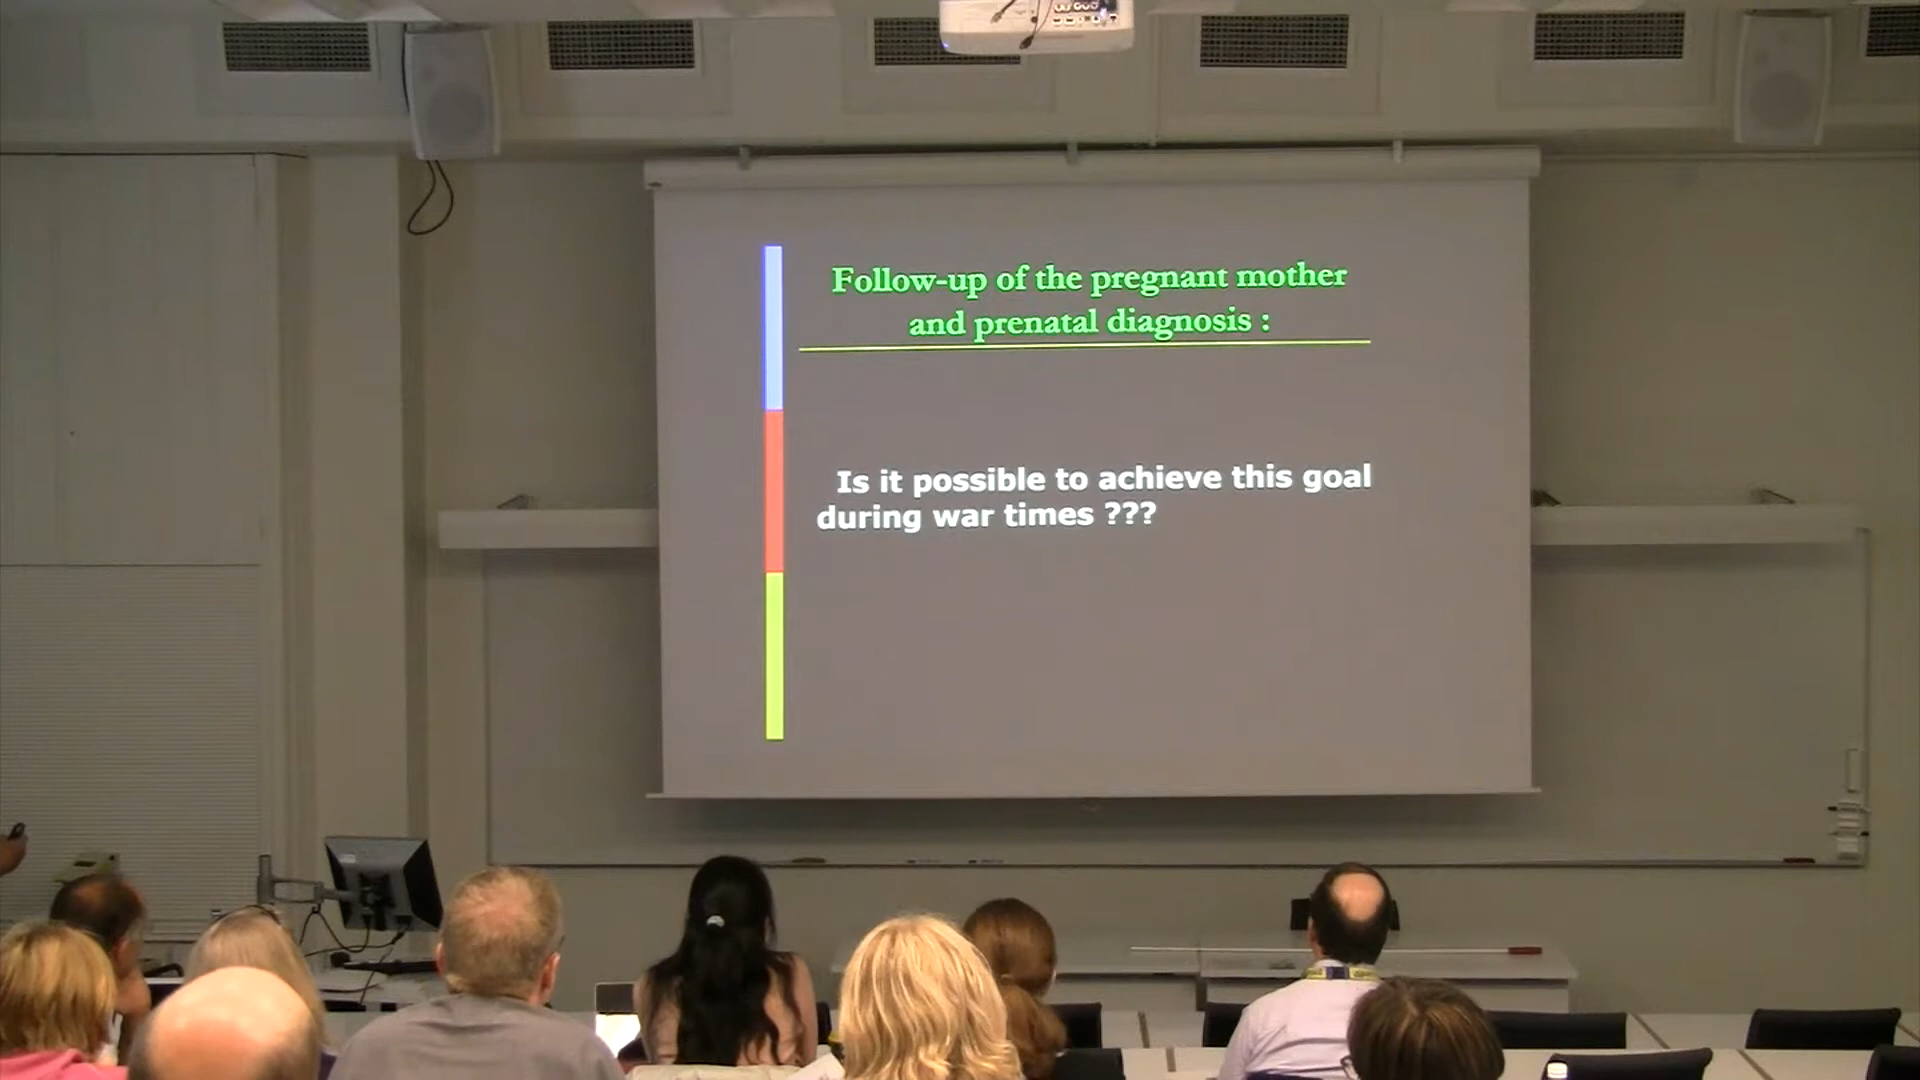 Follow-up of the pregnant mother
and prenatal diagnosis :
Is it possible to achieve this goal
during war times ???